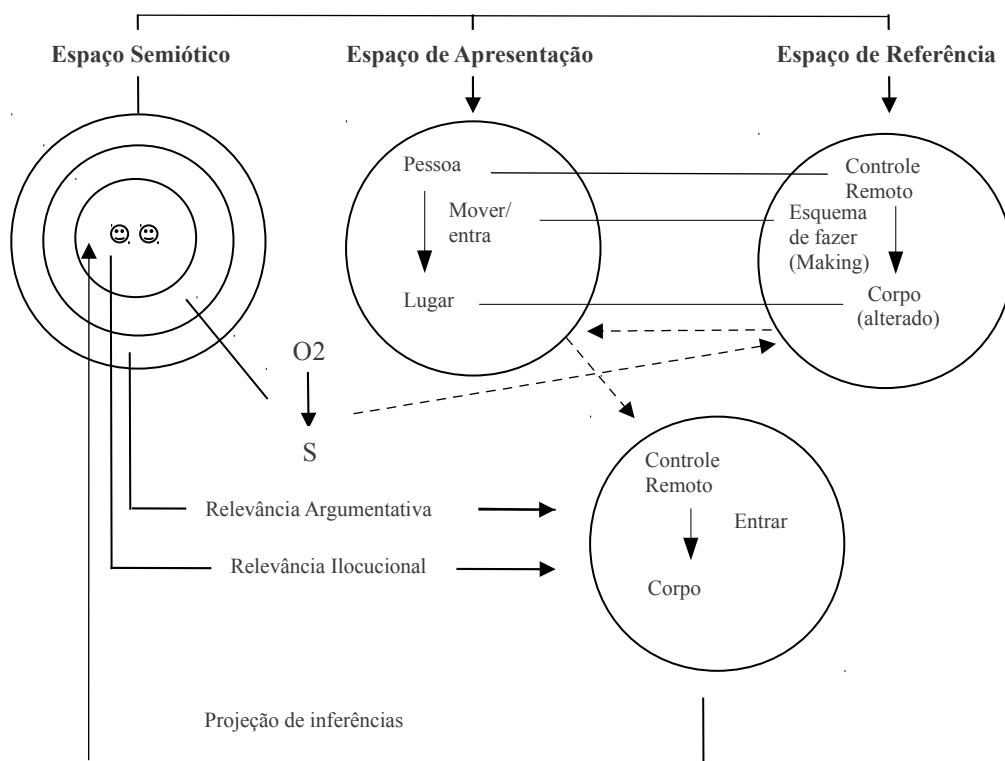 Espaço Semiótico
Espaço de Apresentação
Espaço de Referência
Pessoa
Mover/
entra
Lugar
Controle
Remoto
Esquema
de fazer
(Making)
Corpo
(alterado)
O2
S
Controle
Remoto
Entrar
Corpo
Relevância Argumentativa
Relevância Ilocucional
Projeção de inferências